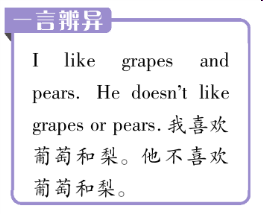 一言辨异
I like grapes and
pears. He doesn't like
grapes or pears. 我喜欢
葡萄和梨。他不喜欢
葡萄和梨。